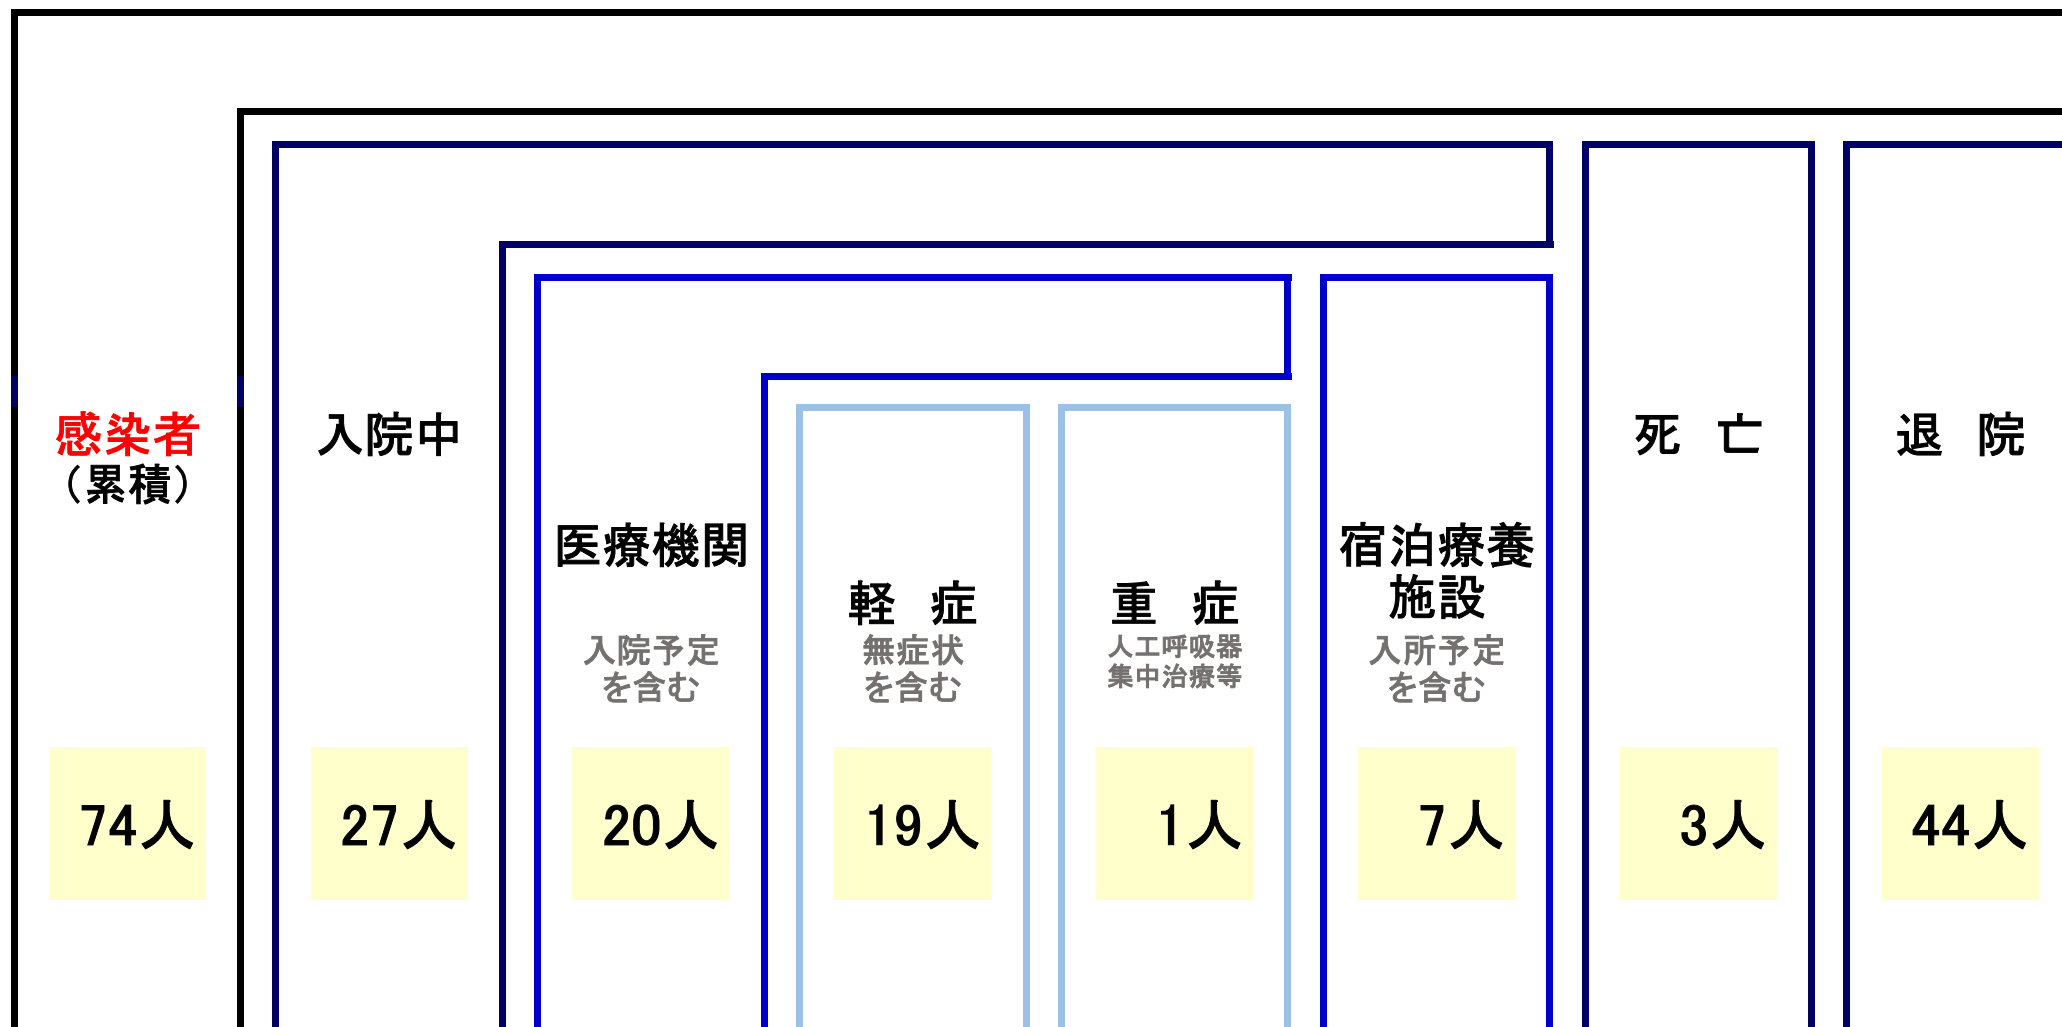 感染者
（累積）
74人
入院中
27人
医療機関
入院予定
を含む
20人
軽　症
無症状
を含む
19人
重　症
人工呼吸器
集中治療等
1人
宿泊療養
施設
入所予定
を含む
7人
死　亡
3人
退　院
44人